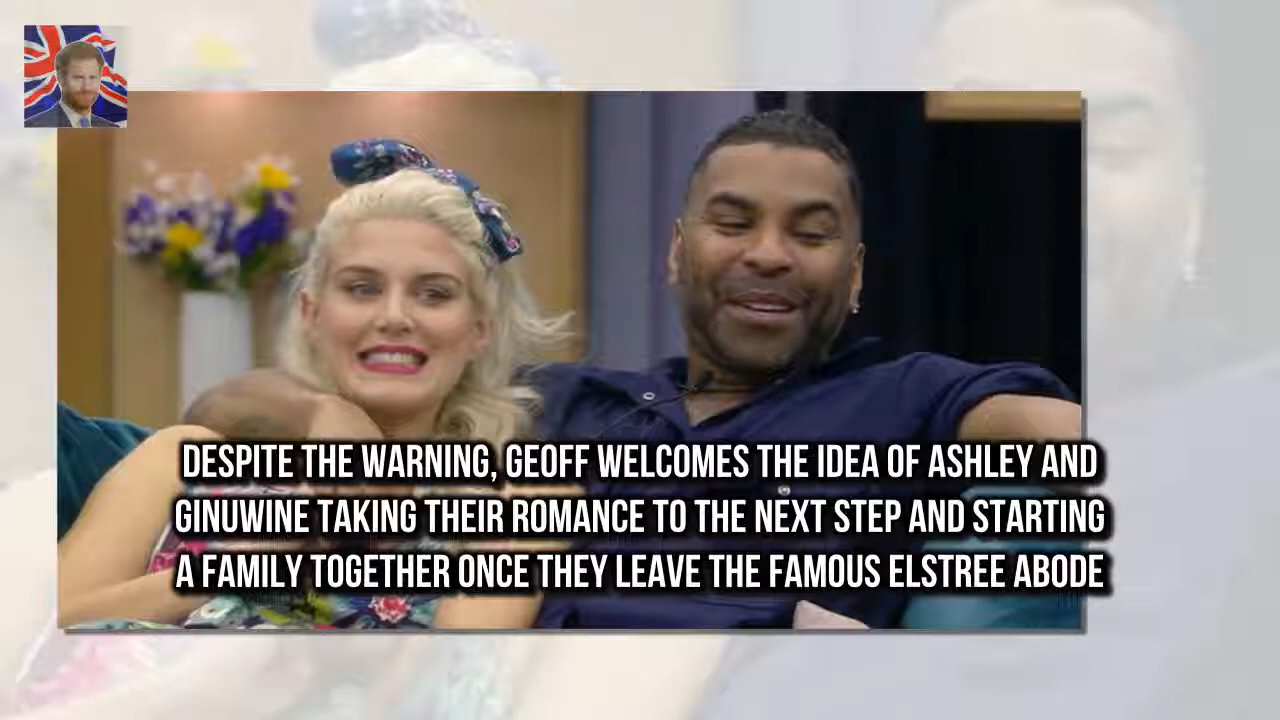 DESPITE THE WARNING, GEOFF WELCOMES THE IDEA OF ASHLEY AND
GINUWINE TAKING THEIR ROMANCE TO THE NEXT STEP AND STARTING
A FAMILY TOGETHER ONCE THEY LEAVE THE FAMOUS ELSTREE ABODE